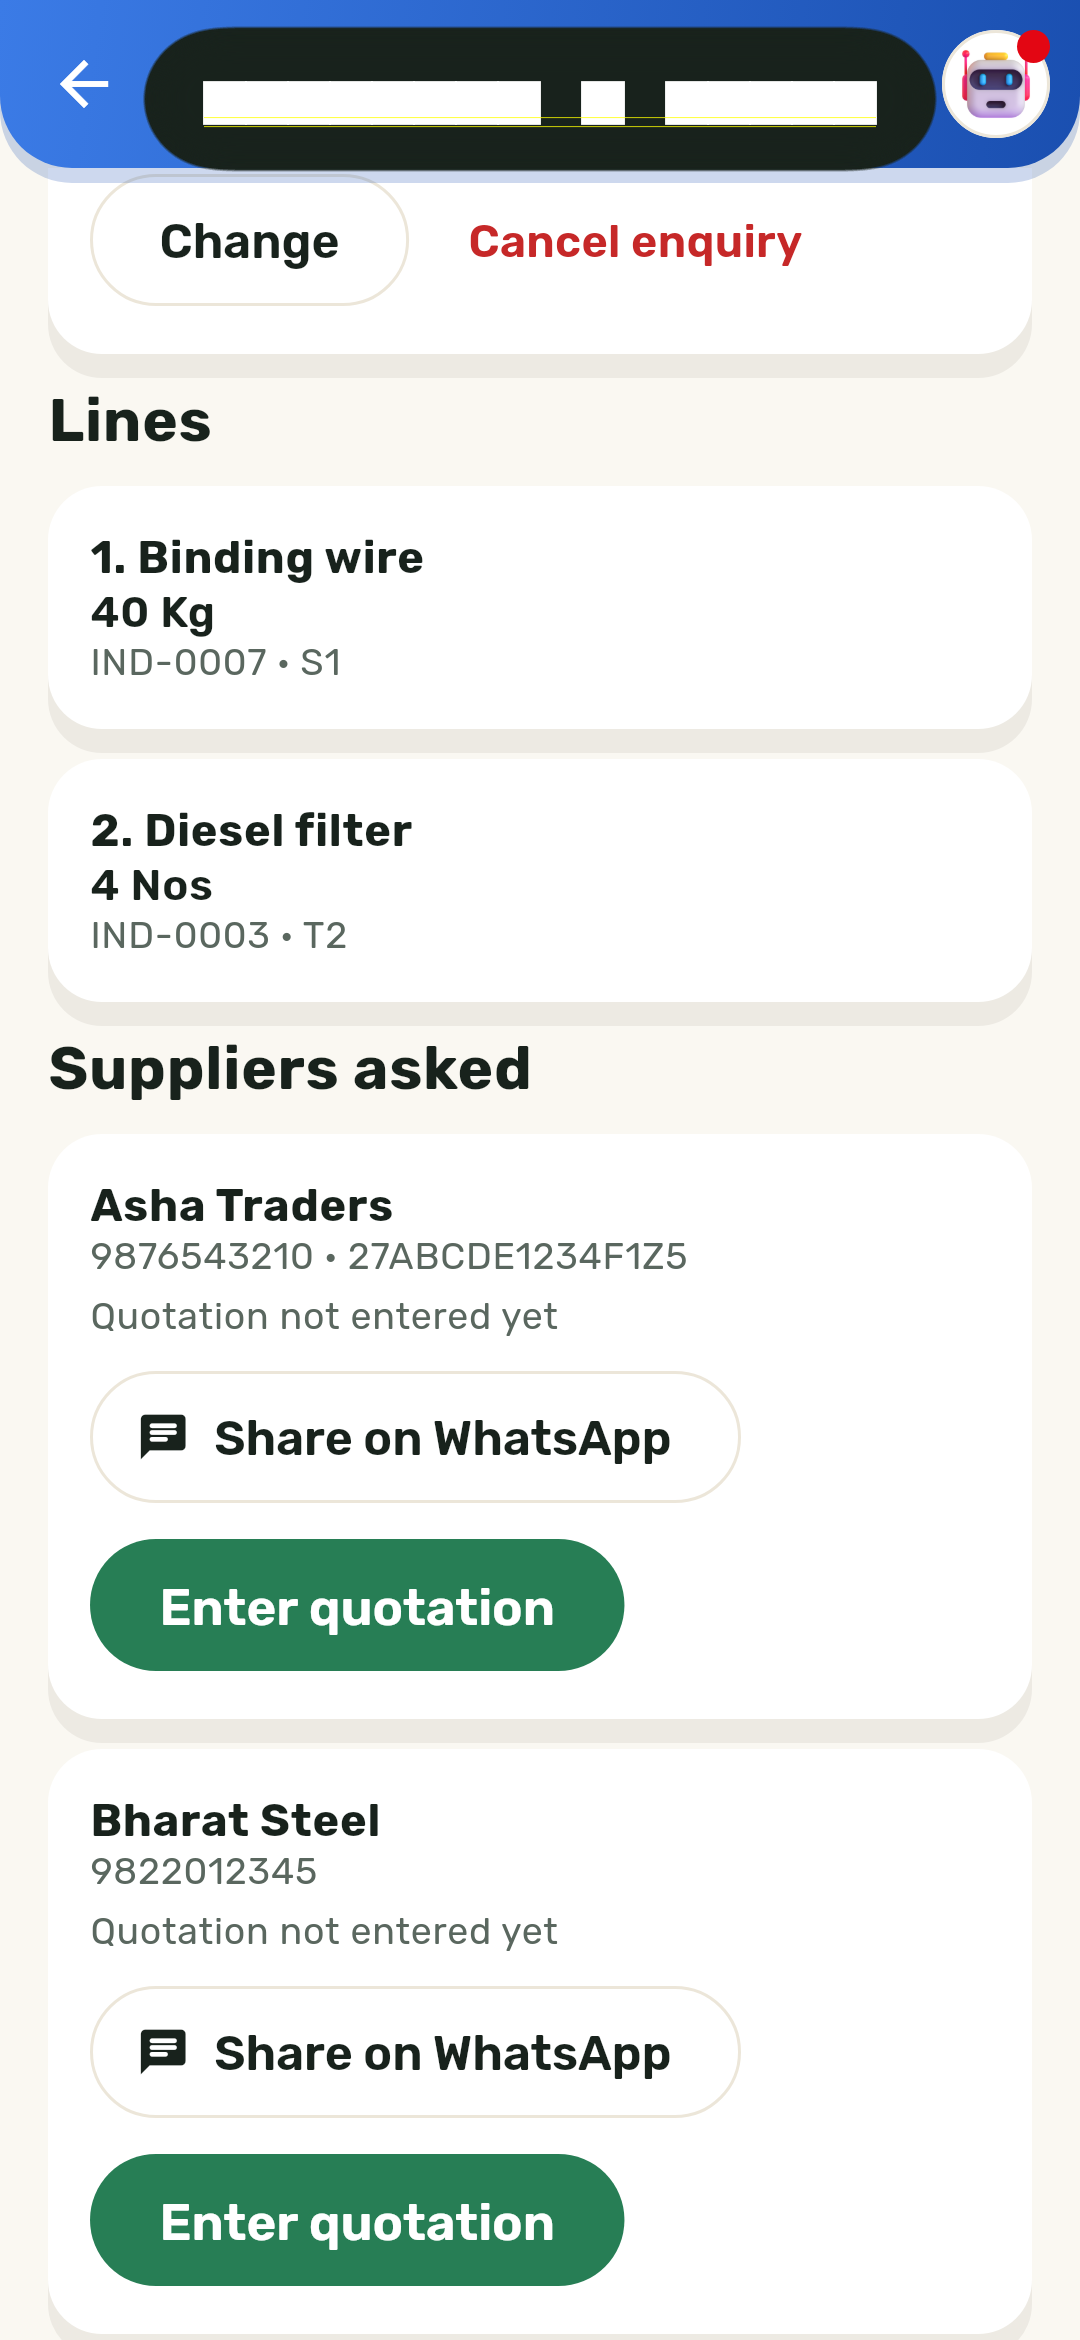 Change
Cancel enquiry
Lines
1. Binding wire
40 Kg
IND-0007 • S1
2. Diesel filter
4 Nos
IND-0003 • T2
Suppliers asked
Asha Traders
9876543210 • 27ABCDE1234F1Z5
Quotation not entered yet
Share on WhatsApp
Enter quotation
Bharat Steel
9822012345
Quotation not entered yet
Share on WhatsApp
Enter quotation